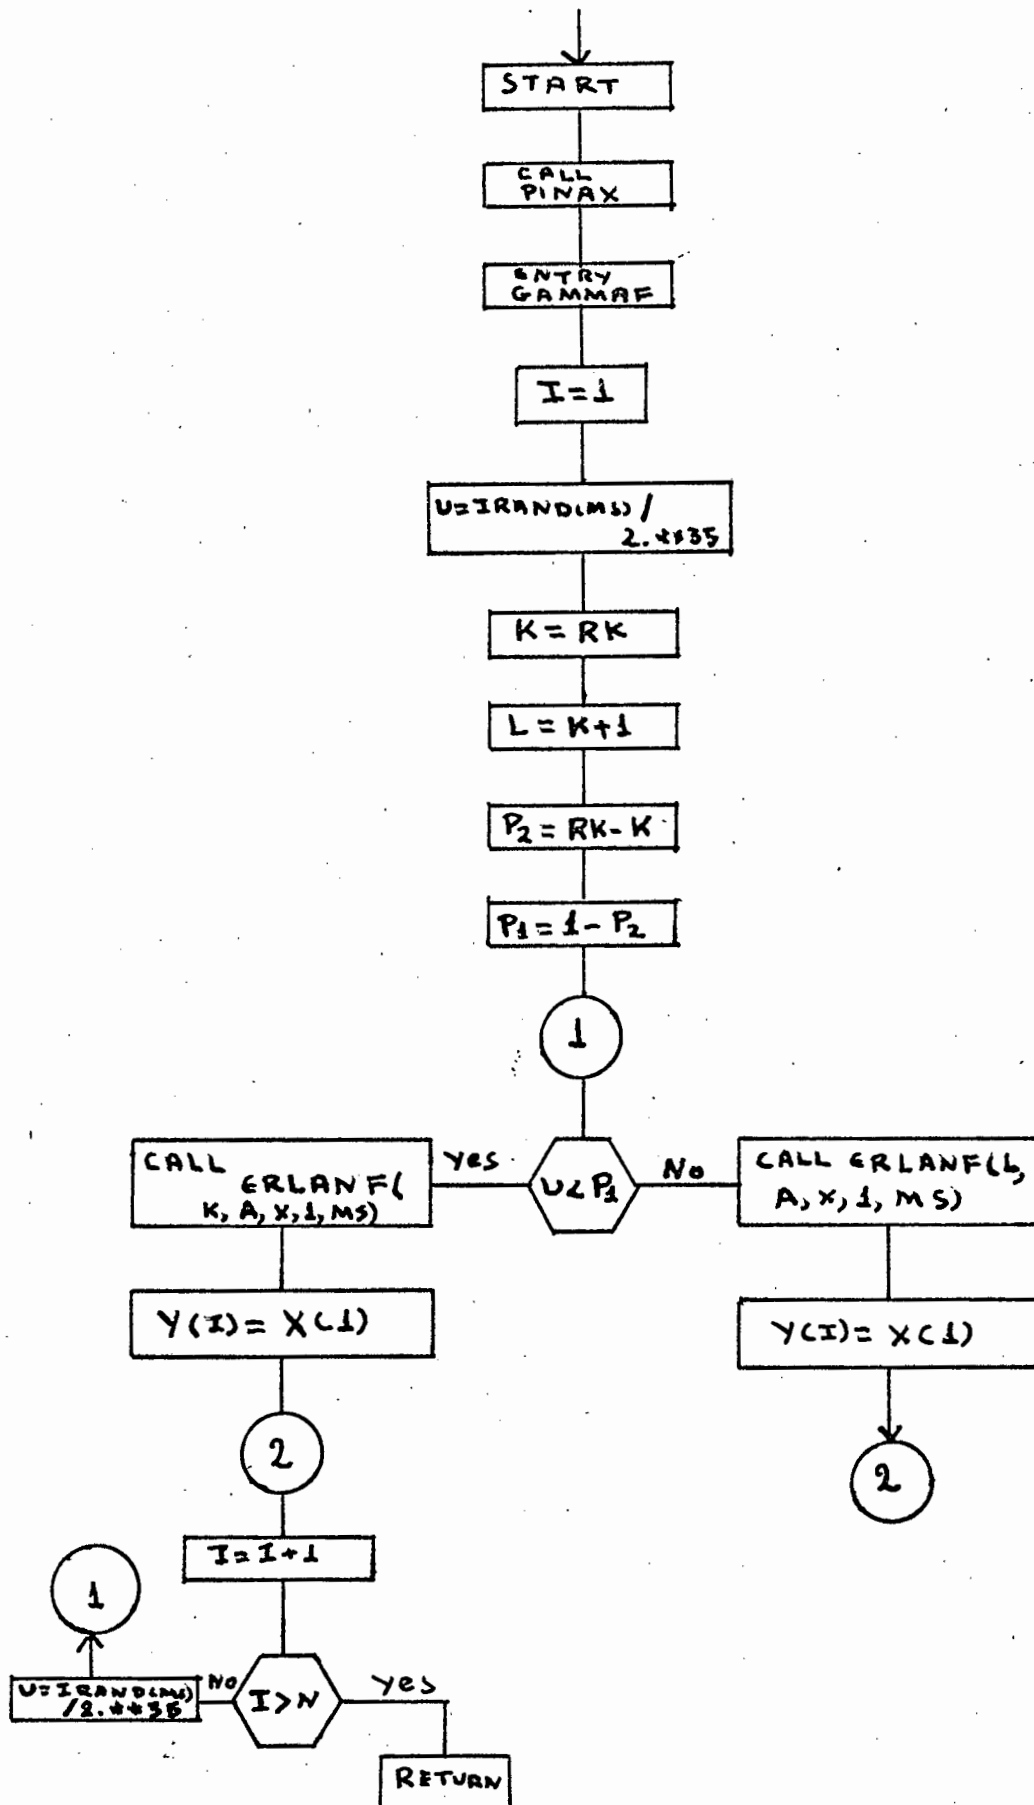 START
CALL
PINAX
ENTRY
GAMMAF
I=1
U=IRAND(MS)/
2.**35
K=RK
L=K+1
P2=RK-K
P1=1-P2
1
U<P1
Yes
No
CALL
ERLANF(
K, A, X, 1, MS)
CALL ERLANF(L,
A, X, 1, MS)
Y(I)=X(1)
Y(I)=X(1)
2
2
I=I+1
1
U=IRAND(MS)
/2.**35
No
I>N
Yes
RETURN